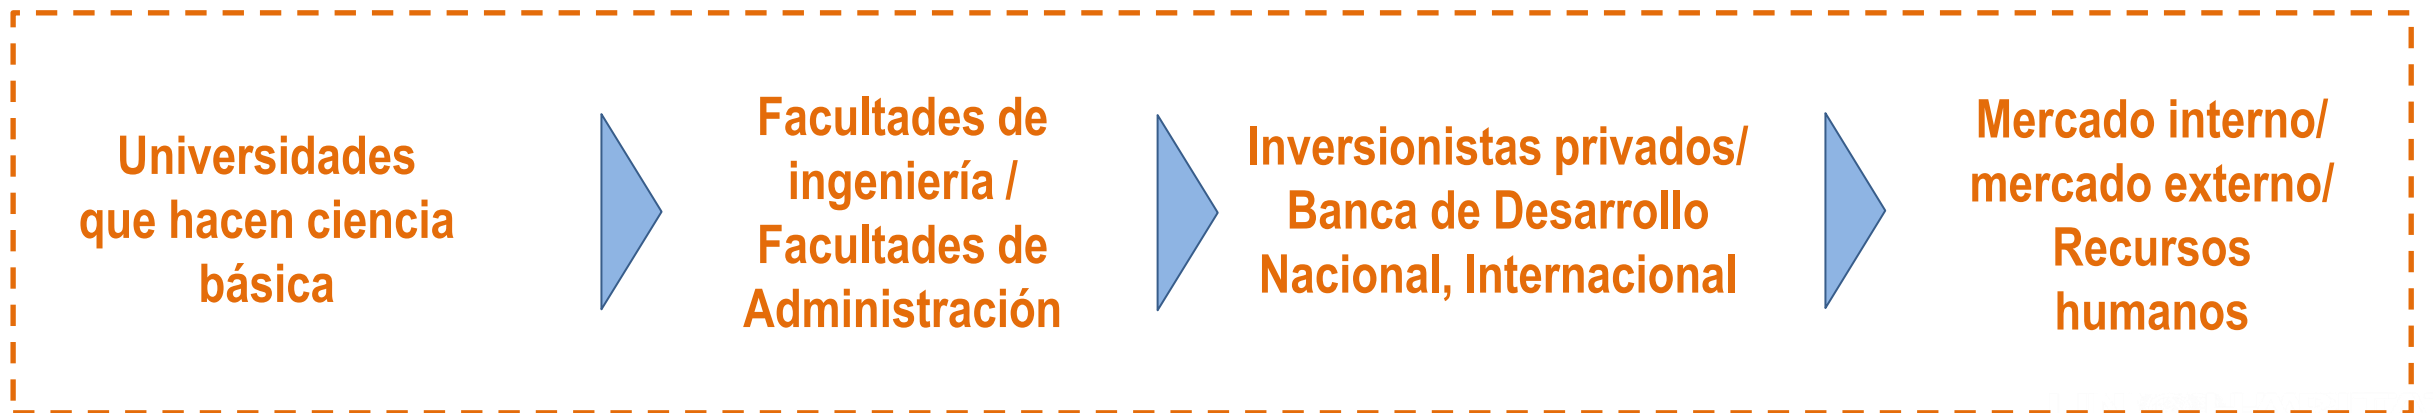 Universidades
que hacen ciencia
básica
Facultades de
ingeniería /
Facultades de
Administración
Inversionistas privados/
Banca de Desarrollo
Nacional, Internacional
Mercado interno/
mercado externo/
Recursos
humanos